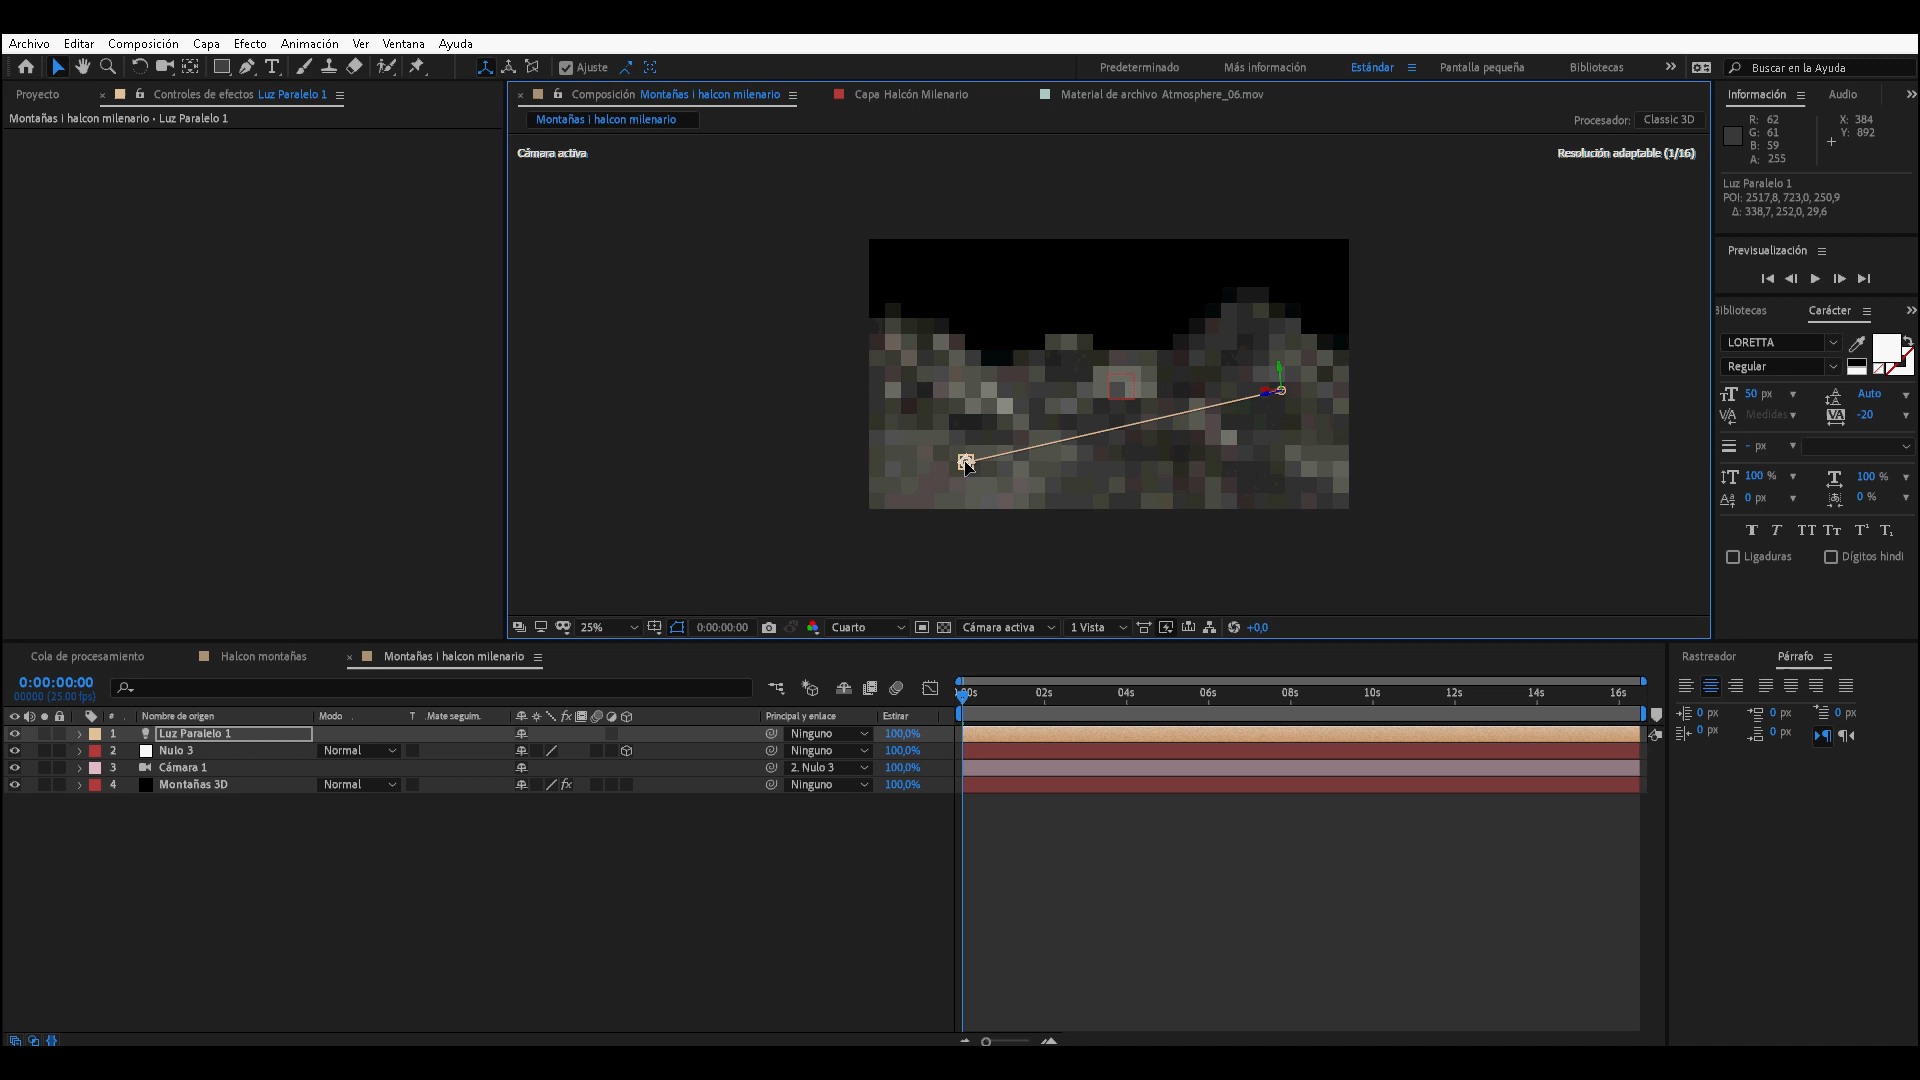 Archivo Editar Composición Capa Efecto Animación Ver Ventana Ayuda
Ajuste Predeterminado Más información Estándar Pantalla pequeña Bibliotecas Buscar en la Ayuda
Proyecto Controles de efectos Luz Paralelo 1
Montañas i halcon milenario • Luz Paralelo 1
Composición Montañas i halcon milenario Capa Halcón Milenario Material de archivo Atmosphere_06.mov
Montañas i halcon milenario Procesador: Classic 3D
Cámara activa Resolución adaptable (1/16)
25% 0:00:00:00 Cuarto Cámara activa 1 Vista +0,0
Información Audio
R: 62 X: 384
G: 61 Y: 892
B: 59
A: 255
Luz Paralelo 1
POI: 2517,8, 723,0, 250,9
Δ: 338,7, 252,0, 29,6
Previsualización
Bibliotecas Carácter
LORETTA
Regular
50 px Auto
Medidas -20
- px
100 % 100 %
0 px 0 %
T T TT Tт T¹ T₁
Ligaduras Dígitos hindi
Cola de procesamiento Halcon montañas Montañas i halcon milenario
0:00:00:00
00000 (25.00 fps)
02s 04s 06s 08s 10s 12s 14s 16s
# Nombre de origen Modo T .Mate seguim. fx Principal y enlace Estirar
1 Luz Paralelo 1 Ninguno 100,0%
2 Nulo 3 Normal Ninguno 100,0%
3 Cámara 1 2. Nulo 3 100,0%
4 Montañas 3D Normal fx Ninguno 100,0%
Rastreador Párrafo
0 px 0 px 0 px
0 px 0 px